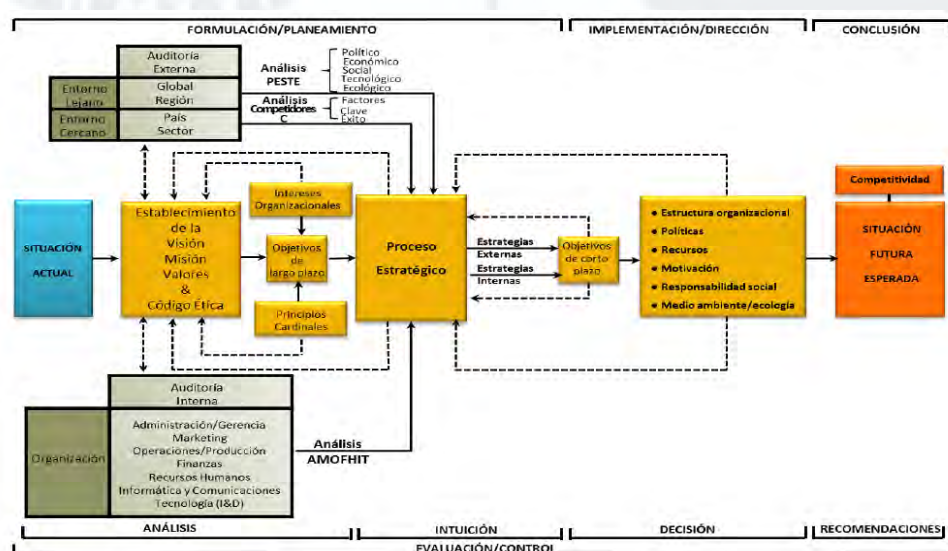 FORMULACIÓN/PLANEAMIENTO
IMPLEMENTACIÓN/DIRECCIÓN
CONCLUSIÓN
Auditoría
Externa
Entorno
Lejano
Global
Región
Entorno
Cercano
País
Sector
Análisis
PESTE
Político
Económico
Social
Tecnológico
Ecológico
Análisis
Competidores
C
Factores
Clave
Éxito
SITUACIÓN
ACTUAL
Establecimiento
de la
Visión
Misión
Valores
&
Código Ética
Intereses
Organizacionales
Objetivos
de
largo plazo
Principios
Cardinales
Proceso
Estratégico
Estrategias
Externas
Estrategias
Internas
Objetivos
de corto
plazo
• Estructura organizacional
• Políticas
• Recursos
• Motivación
• Responsabilidad social
• Medio ambiente/ecología
Competitividad
SITUACIÓN
FUTURA
ESPERADA
Auditoría
Interna
Organización
Administración/Gerencia
Marketing
Operaciones/Producción
Finanzas
Recursos Humanos
Informática y Comunicaciones
Tecnología (I&D)
Análisis
AMOFHIT
ANÁLISIS
INTUICIÓN
DECISIÓN
RECOMENDACIONES
EVALUACIÓN/CONTROL